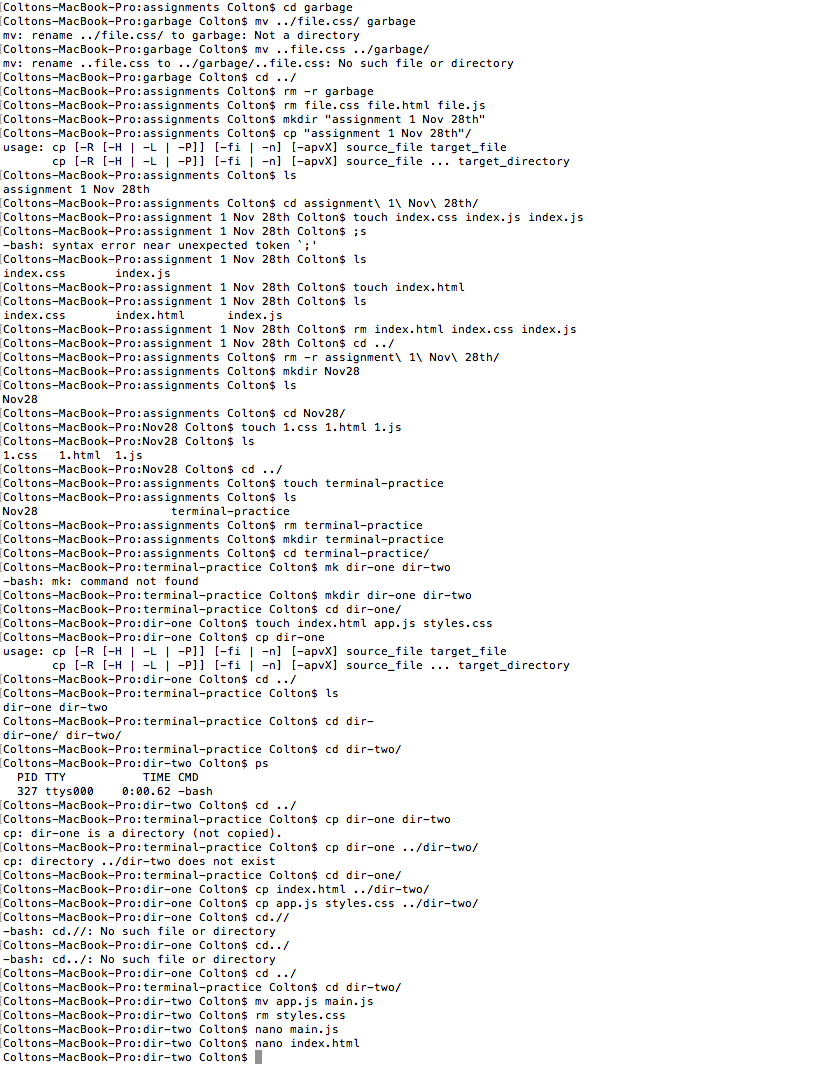 [Coltons-MacBook-Pro:assignments Colton$ cd garbage
[Coltons-MacBook-Pro:garbage Colton$ mv ../file.css/ garbage
mv: rename ../file.css/ to garbage: Not a directory
[Coltons-MacBook-Pro:garbage Colton$ mv ..file.css ../garbage/
mv: rename ..file.css to ../garbage/..file.css: No such file or directory
[Coltons-MacBook-Pro:garbage Colton$ cd ../
[Coltons-MacBook-Pro:assignments Colton$ rm -r garbage
[Coltons-MacBook-Pro:assignments Colton$ rm file.css file.html file.js
[Coltons-MacBook-Pro:assignments Colton$ mkdir "assignment 1 Nov 28th"
[Coltons-MacBook-Pro:assignments Colton$ cp "assignment 1 Nov 28th"/
usage: cp [-R [-H | -L | -P]] [-fi | -n] [-apvX] source_file target_file
       cp [-R [-H | -L | -P]] [-fi | -n] [-apvX] source_file ... target_directory
[Coltons-MacBook-Pro:assignments Colton$ ls
assignment 1 Nov 28th
[Coltons-MacBook-Pro:assignments Colton$ cd assignment\ 1\ Nov\ 28th/
[Coltons-MacBook-Pro:assignment 1 Nov 28th Colton$ touch index.css index.js index.js
[Coltons-MacBook-Pro:assignment 1 Nov 28th Colton$ ;s
-bash: syntax error near unexpected token `;'
[Coltons-MacBook-Pro:assignment 1 Nov 28th Colton$ ls
index.css       index.js
[Coltons-MacBook-Pro:assignment 1 Nov 28th Colton$ touch index.html
[Coltons-MacBook-Pro:assignment 1 Nov 28th Colton$ ls
index.css       index.html      index.js
[Coltons-MacBook-Pro:assignment 1 Nov 28th Colton$ rm index.html index.css index.js
[Coltons-MacBook-Pro:assignment 1 Nov 28th Colton$ cd ../
[Coltons-MacBook-Pro:assignments Colton$ rm -r assignment\ 1\ Nov\ 28th/
[Coltons-MacBook-Pro:assignments Colton$ mkdir Nov28
[Coltons-MacBook-Pro:assignments Colton$ ls
Nov28
[Coltons-MacBook-Pro:assignments Colton$ cd Nov28/
[Coltons-MacBook-Pro:Nov28 Colton$ touch 1.css 1.html 1.js
[Coltons-MacBook-Pro:Nov28 Colton$ ls
1.css   1.html  1.js
[Coltons-MacBook-Pro:Nov28 Colton$ cd ../
[Coltons-MacBook-Pro:assignments Colton$ touch terminal-practice
[Coltons-MacBook-Pro:assignments Colton$ ls
Nov28                   terminal-practice
[Coltons-MacBook-Pro:assignments Colton$ rm terminal-practice
[Coltons-MacBook-Pro:assignments Colton$ mkdir terminal-practice
[Coltons-MacBook-Pro:assignments Colton$ cd terminal-practice/
[Coltons-MacBook-Pro:terminal-practice Colton$ mk dir-one dir-two
-bash: mk: command not found
[Coltons-MacBook-Pro:terminal-practice Colton$ mkdir dir-one dir-two
[Coltons-MacBook-Pro:terminal-practice Colton$ cd dir-one/
[Coltons-MacBook-Pro:dir-one Colton$ touch index.html app.js styles.css
[Coltons-MacBook-Pro:dir-one Colton$ cp dir-one
usage: cp [-R [-H | -L | -P]] [-fi | -n] [-apvX] source_file target_file
       cp [-R [-H | -L | -P]] [-fi | -n] [-apvX] source_file ... target_directory
[Coltons-MacBook-Pro:dir-one Colton$ cd ../
[Coltons-MacBook-Pro:terminal-practice Colton$ ls
dir-one dir-two
Coltons-MacBook-Pro:terminal-practice Colton$ cd dir-
dir-one/ dir-two/
[Coltons-MacBook-Pro:terminal-practice Colton$ cd dir-two/
[Coltons-MacBook-Pro:dir-two Colton$ ps
  PID TTY           TIME CMD
  327 ttys000    0:00.62 -bash
[Coltons-MacBook-Pro:dir-two Colton$ cd ../
[Coltons-MacBook-Pro:terminal-practice Colton$ cp dir-one dir-two
cp: dir-one is a directory (not copied).
[Coltons-MacBook-Pro:terminal-practice Colton$ cp dir-one ../dir-two/
cp: directory ../dir-two does not exist
[Coltons-MacBook-Pro:terminal-practice Colton$ cd dir-one/
[Coltons-MacBook-Pro:dir-one Colton$ cp index.html ../dir-two/
[Coltons-MacBook-Pro:dir-one Colton$ cp app.js styles.css ../dir-two/
[Coltons-MacBook-Pro:dir-one Colton$ cd.//
-bash: cd.//: No such file or directory
[Coltons-MacBook-Pro:dir-one Colton$ cd../
-bash: cd../: No such file or directory
[Coltons-MacBook-Pro:dir-one Colton$ cd ../
[Coltons-MacBook-Pro:terminal-practice Colton$ cd dir-two/
[Coltons-MacBook-Pro:dir-two Colton$ mv app.js main.js
[Coltons-MacBook-Pro:dir-two Colton$ rm styles.css
[Coltons-MacBook-Pro:dir-two Colton$ nano main.js
[Coltons-MacBook-Pro:dir-two Colton$ nano index.html
Coltons-MacBook-Pro:dir-two Colton$